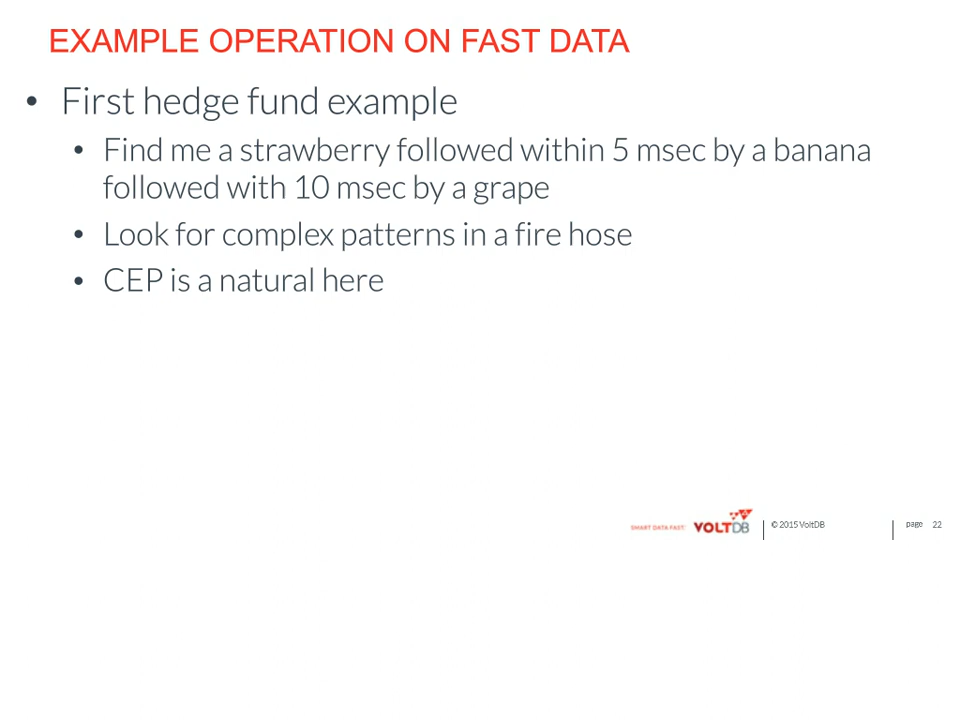 EXAMPLE OPERATION ON FAST DATA
• First hedge fund example
• Find me a strawberry followed within 5 msec by a banana
followed with 10 msec by a grape
• Look for complex patterns in a fire hose
• CEP is a natural here
SMART DATA FAST VOLTDB © 2015 VoltDB page 22